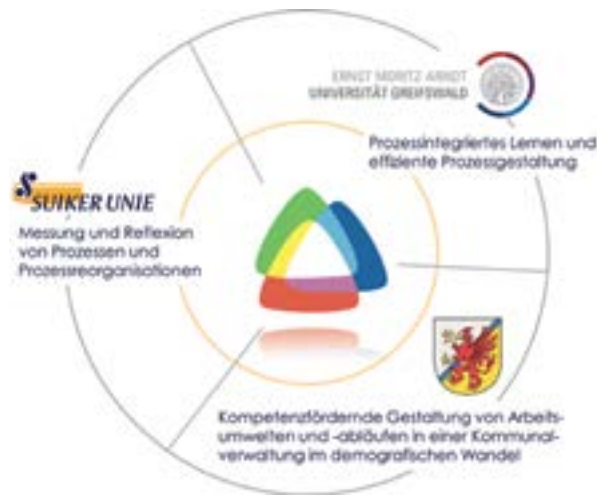 ERNST MORITZ ARNDT
UNIVERSITÄT GREIFSWALD
Prozessintegriertes Lernen und
effiziente Prozessgestaltung
SUIKER UNIE
Messung und Reflexion
von Prozessen und
Prozessreorganisationen
Kompetenzfördernde Gestaltung von Arbeits-
umwelten und -abläufen in einer Kommunal-
verwaltung im demografischen Wandel